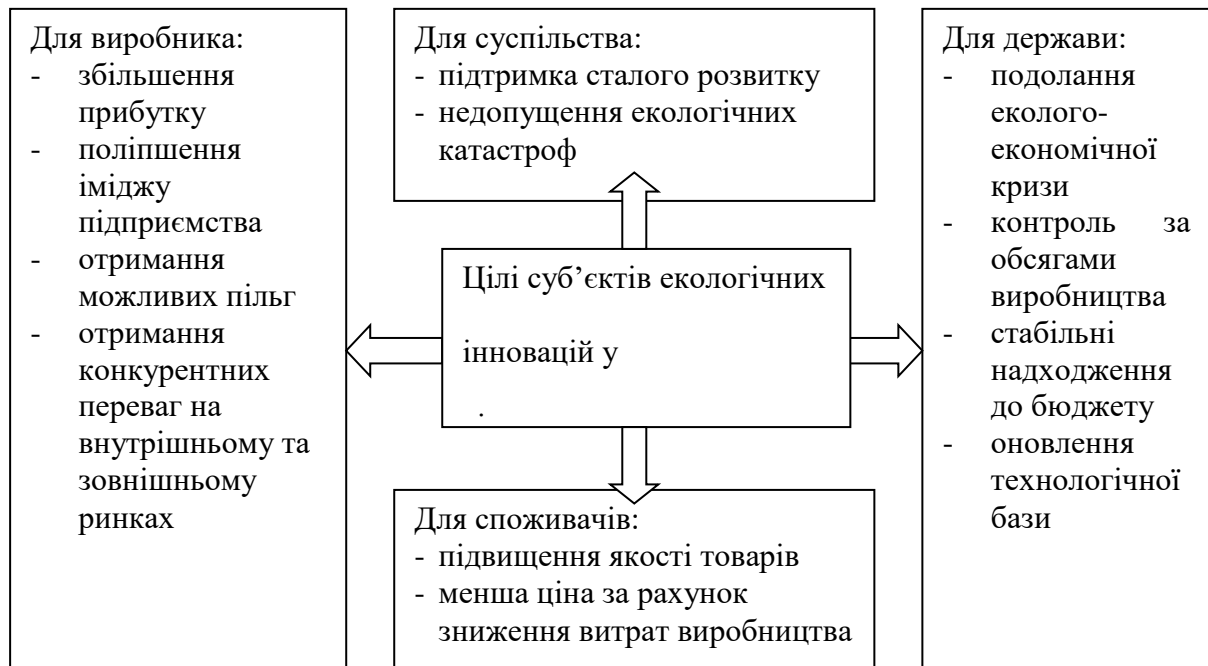 Для виробника:
- збільшення
прибутку
- поліпшення
іміджу
підприємства
- отримання
можливих пільг
- отримання
конкурентних
переваг на
внутрішньому та
зовнішньому
ринках
Для суспільства:
- підтримка сталого розвитку
- недопущення екологічних
катастроф
Цілі суб’єктів екологічних
інновацій у
.
Для споживачів:
- підвищення якості товарів
- менша ціна за рахунок
зниження витрат виробництва
Для держави:
- подолання
еколого-
економічної
кризи
- контроль за
обсягами
виробництва
- стабільні
надходження
до бюджету
- оновлення
технологічної
бази